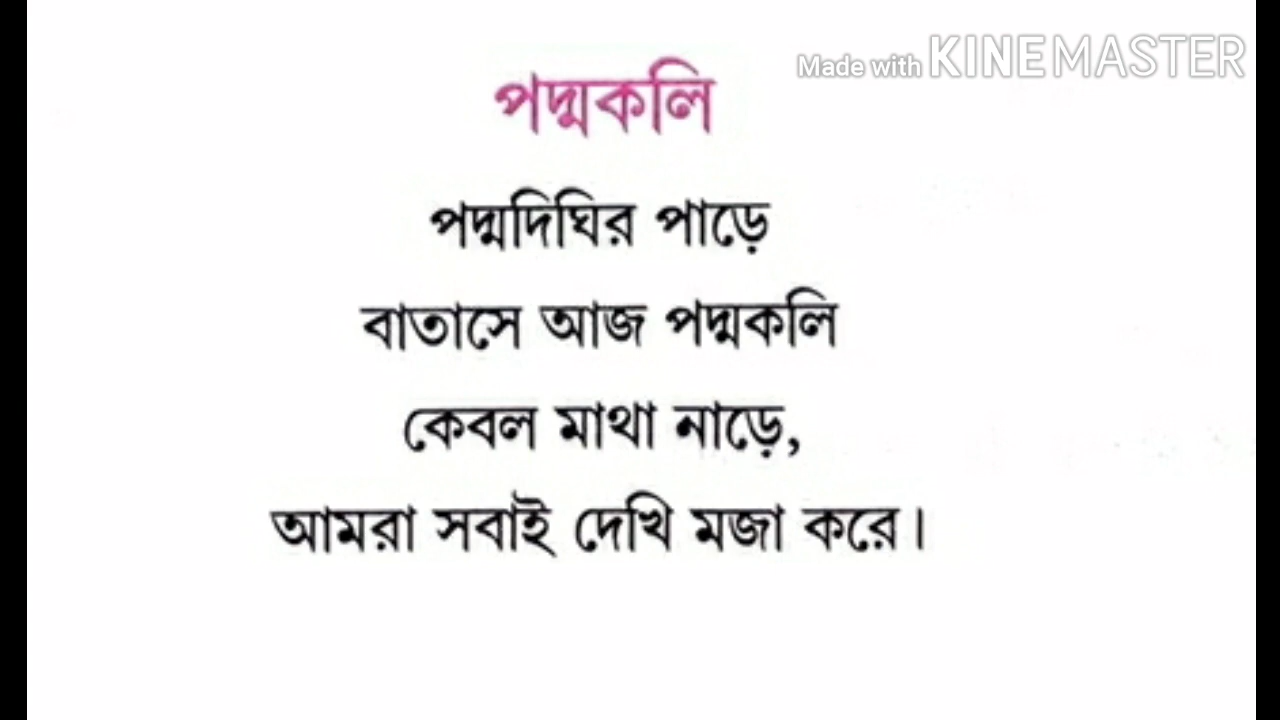 Made with KINEMASTER
পদ্মকলি
পদ্মদিঘির পাড়ে
বাতাসে আজ পদ্মকলি
কেবল মাথা নাড়ে,
আমরা সবাই দেখি মজা করে।